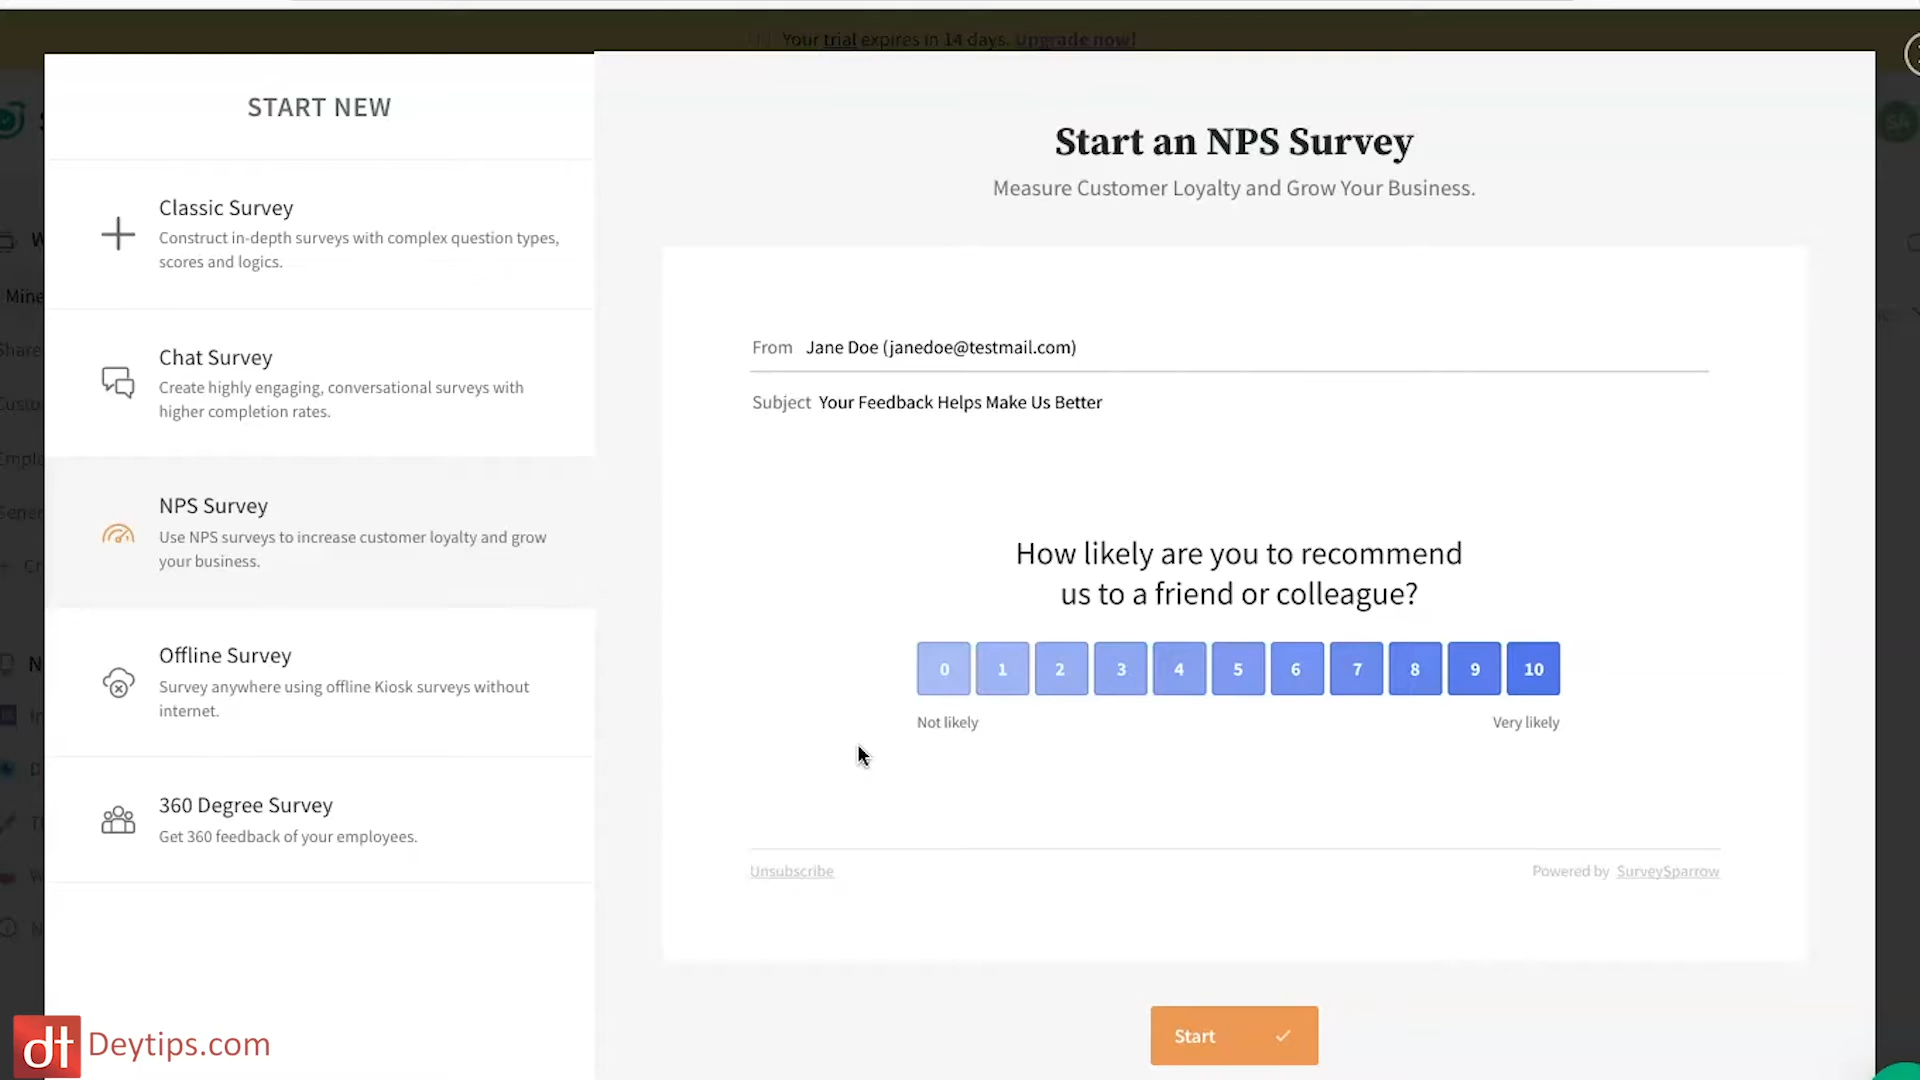 Your trial expires in 14 days. Upgrade now!
START NEW
Classic Survey
Construct in-depth surveys with complex question types,
scores and logics.
Chat Survey
Create highly engaging, conversational surveys with
higher completion rates.
NPS Survey
Use NPS surveys to increase customer loyalty and grow
your business.
Offline Survey
Survey anywhere using offline Kiosk surveys without
internet.
360 Degree Survey
Get 360 feedback of your employees.
Start an NPS Survey
Measure Customer Loyalty and Grow Your Business.
From Jane Doe (janedoe@testmail.com)
Subject Your Feedback Helps Make Us Better
How likely are you to recommend
us to a friend or colleague?
0 1 2 3 4 5 6 7 8 9 10
Not likely Very likely
Unsubscribe Powered by SurveySparrow
Start
dt Deytips.com